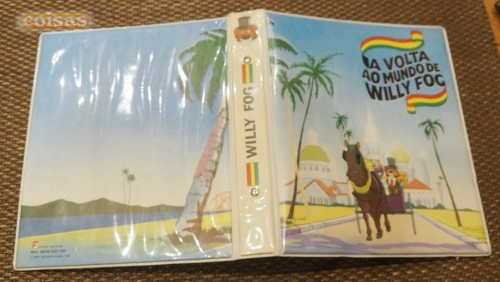 coisas
WILLY FOG
A VOLTA
AO MUNDO DE
WILLY FOG